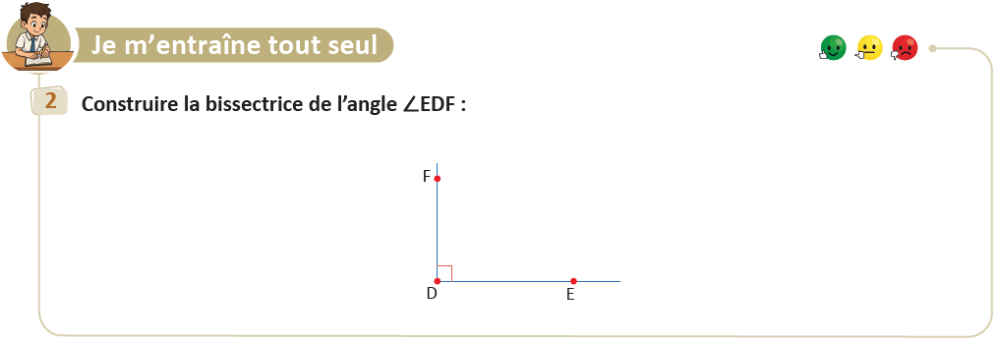 Je m’entraîne tout seul
2 Construire la bissectrice de l’angle ∠EDF :
F
D
E